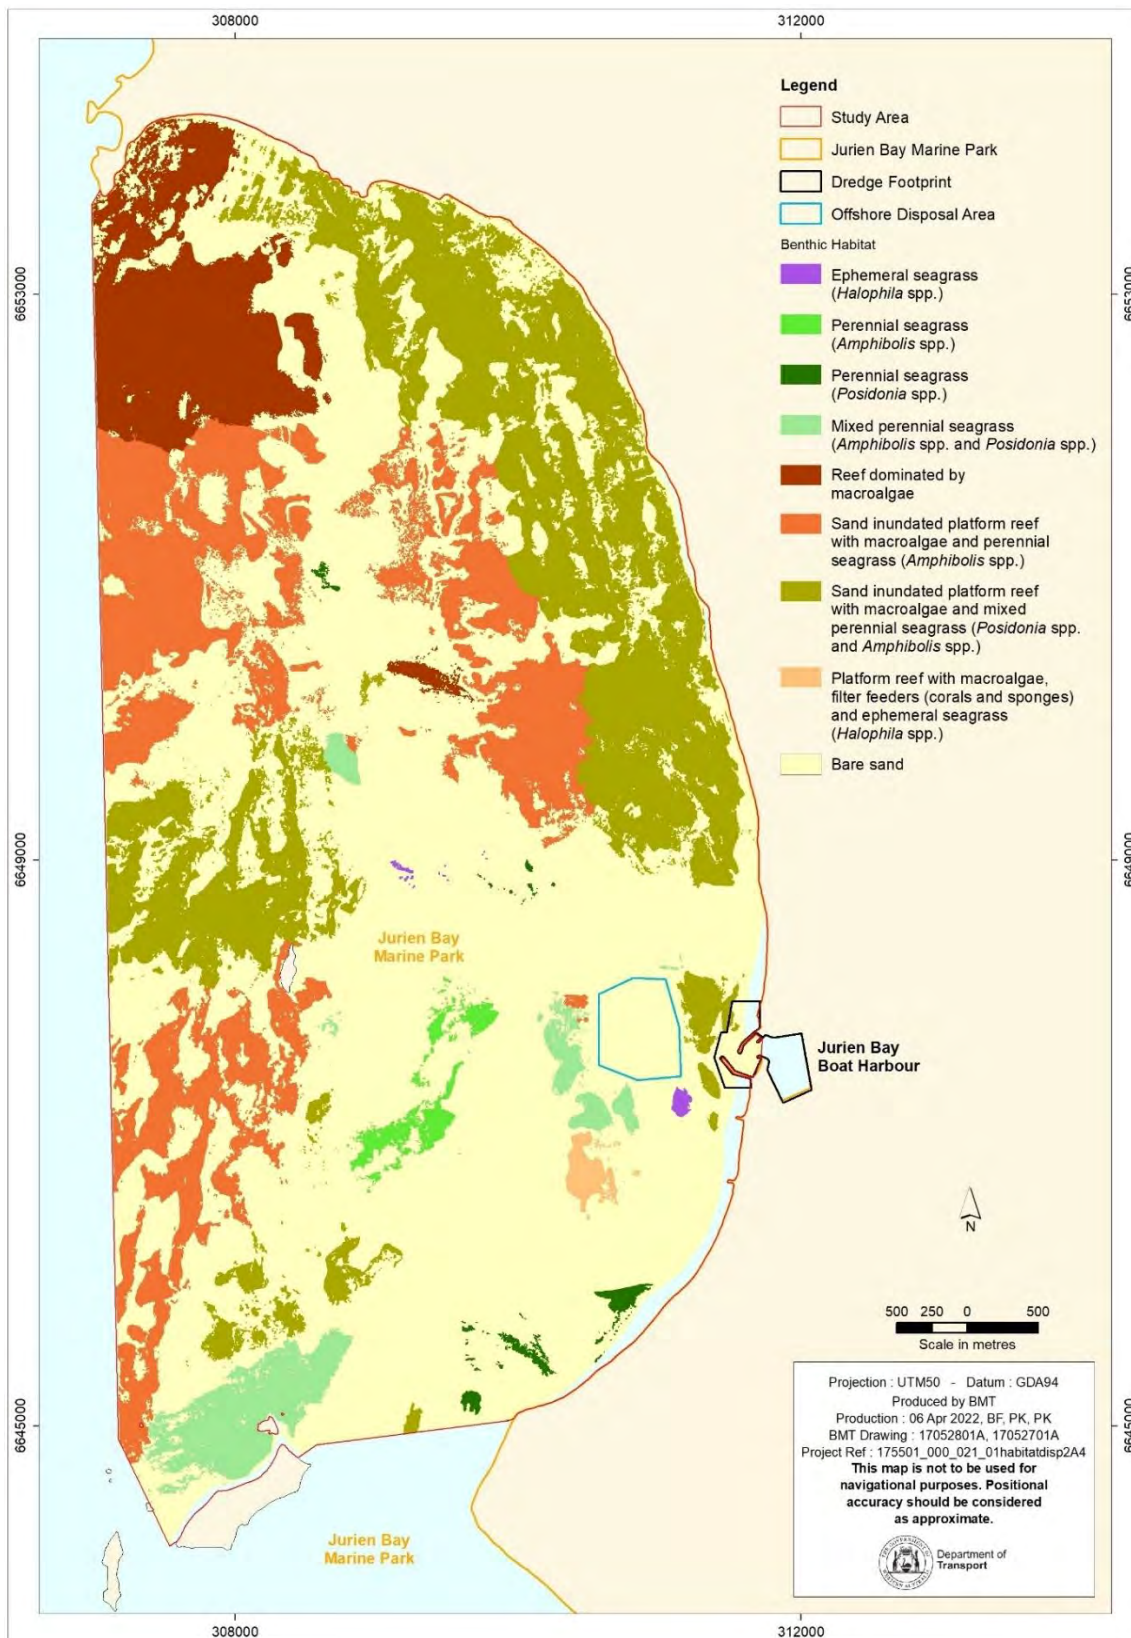 308000
312000
Legend
Study Area
Jurien Bay Marine Park
Dredge Footprint
Offshore Disposal Area
Benthic Habitat
Ephemeral seagrass
(Halophila spp.)
Perennial seagrass
(Amphibolis spp.)
Perennial seagrass
(Posidonia spp.)
Mixed perennial seagrass
(Amphibolis spp. and Posidonia spp.)
Reef dominated by
macroalgae
Sand inundated platform reef
with macroalgae and perennial
seagrass (Amphibolis spp.)
Sand inundated platform reef
with macroalgae and mixed
perennial seagrass (Posidonia spp.
and Amphibolis spp.)
Platform reef with macroalgae,
filter feeders (corals and sponges)
and ephemeral seagrass
(Halophila spp.)
Bare sand
6653000
6653000
6649000
6649000
Jurien Bay
Marine Park
Jurien Bay
Boat Harbour
N
500 250 0 500
Scale in metres
Projection : UTM50 - Datum : GDA94
Produced by BMT
Production : 06 Apr 2022, BF, PK, PK
BMT Drawing : 17052801A, 17052701A
Project Ref : 175501_000_021_01habitatdisp2A4
This map is not to be used for
navigational purposes. Positional
accuracy should be considered
as approximate.
Department of
Transport
6645000
6645000
Jurien Bay
Marine Park
308000
312000